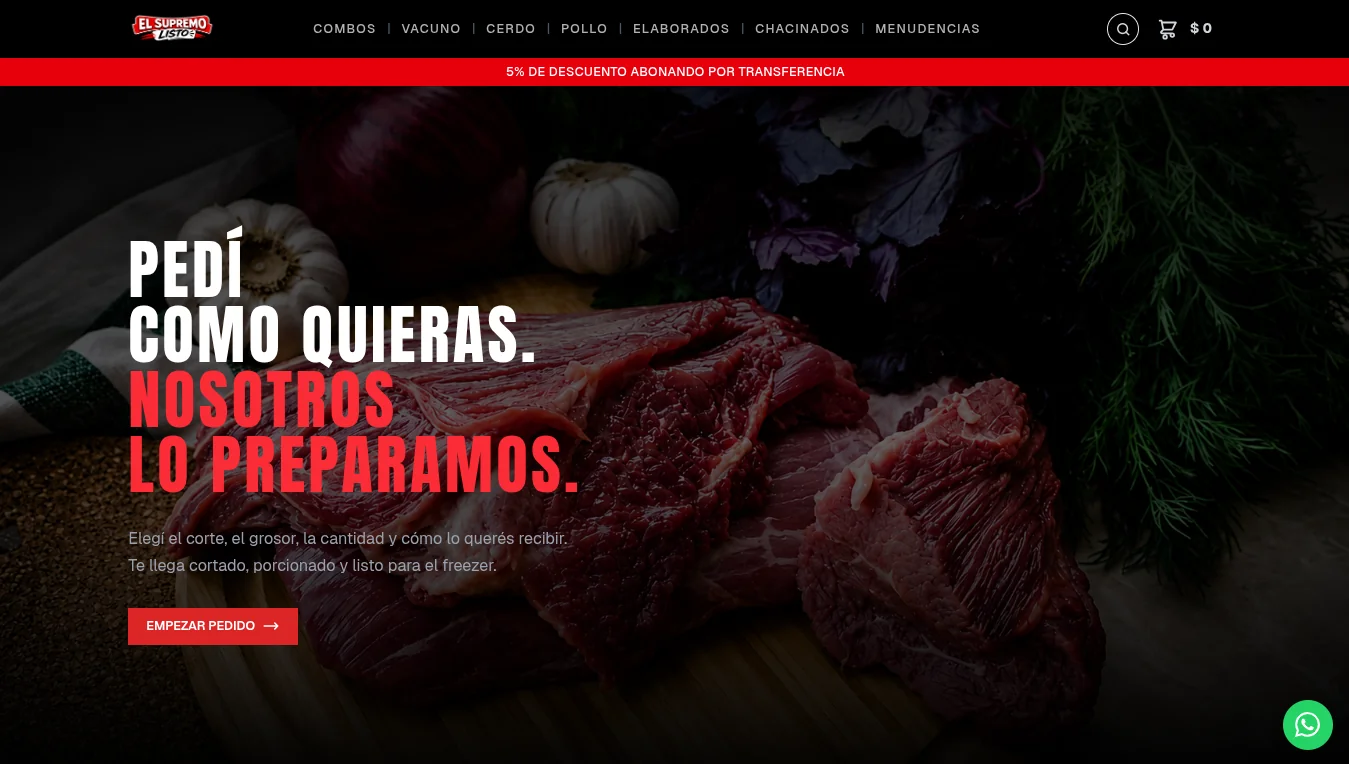 EL SUPREMO
LISTO
COMBOS | VACUNO | CERDO | POLLO | ELABORADOS | CHACINADOS | MENUDENCIAS
$ 0
5% DE DESCUENTO ABONANDO POR TRANSFERENCIA
PEDÍ
COMO QUIERAS.
NOSOTROS
LO PREPARAMOS.
Elegí el corte, el grosor, la cantidad y cómo lo querés recibir.
Te llega cortado, porcionado y listo para el freezer.
EMPEZAR PEDIDO →